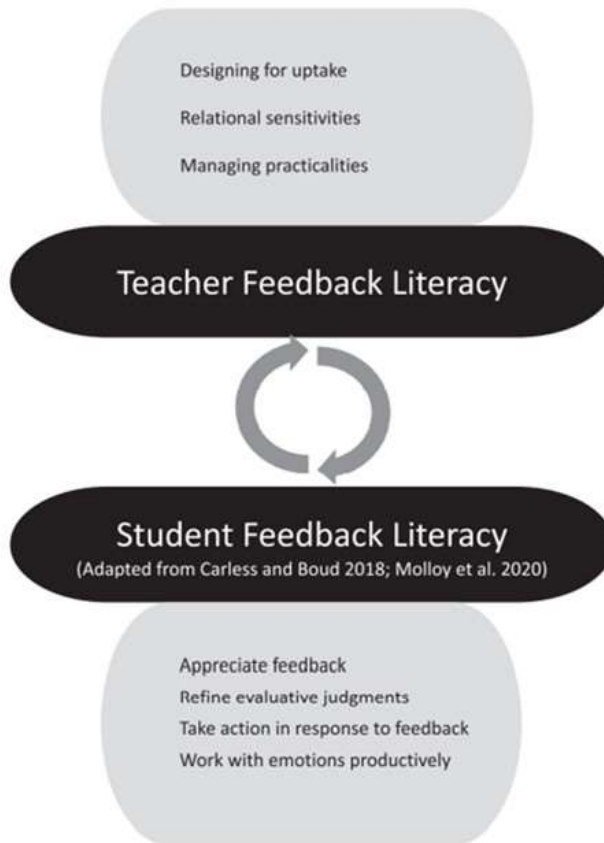 Designing for uptake
Relational sensitivities
Managing practicalities
Teacher Feedback Literacy
Student Feedback Literacy
(Adapted from Carless and Boud 2018; Molloy et al. 2020)
Appreciate feedback
Refine evaluative judgments
Take action in response to feedback
Work with emotions productively